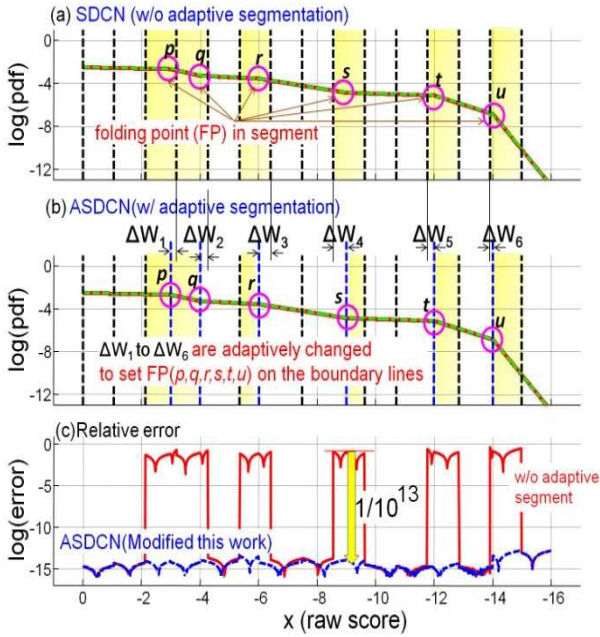 (a) SDCN (w/o adaptive segmentation)
0
-4
-8
-12
log(pdf)
p q r s t u
folding point (FP) in segment
(b) ASDCN(w/ adaptive segmentation)
ΔW1 ΔW2 ΔW3 ΔW4 ΔW5 ΔW6
0
-4
-8
-12
log(pdf)
p q r s t u
ΔW1 to ΔW6 are adaptively changed
to set FP(p,q,r,s,t,u) on the boundary lines
(c)Relative error
0
-5
-10
-15
log(error)
1/10^13
w/o adaptive
segment
ASDCN(Modified this work)
0 -2 -4 -6 -8 -10 -12 -14 -16
x (raw score)